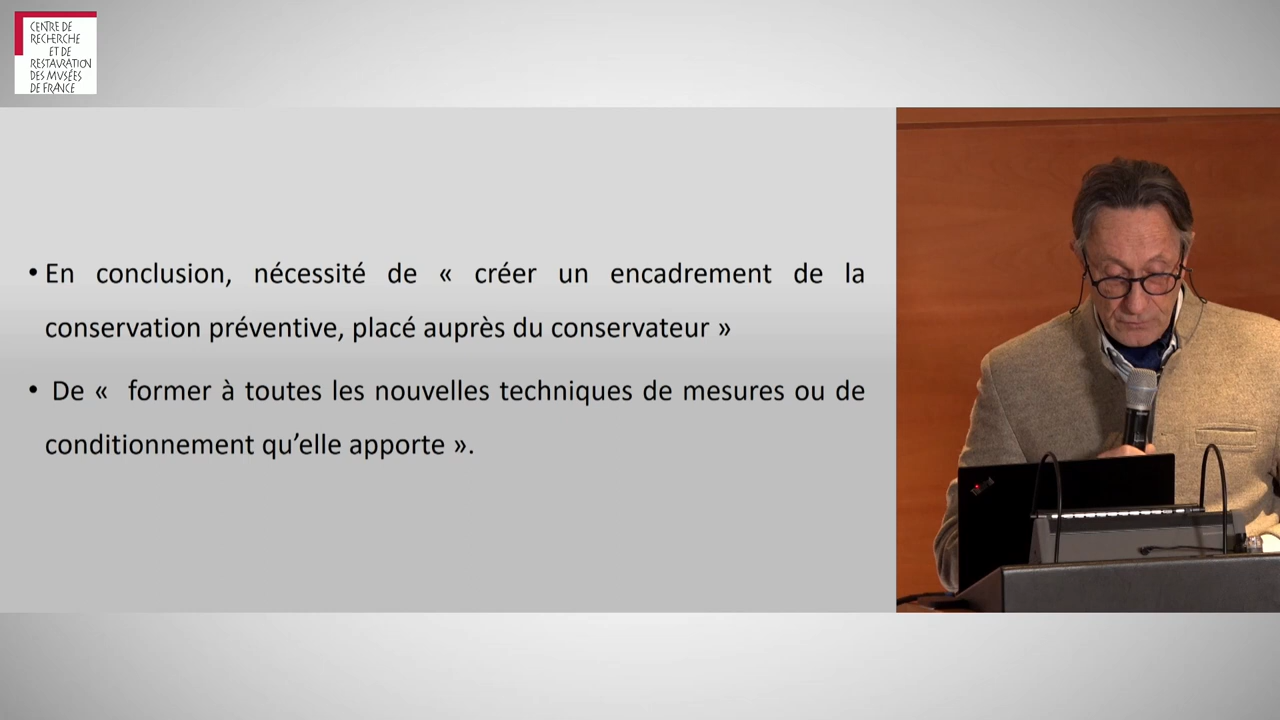 CENTRE DE
RECHERCHE
ET DE
RESTAURATION
DES MUSÉES
DE FRANCE
• En conclusion, nécessité de « créer un encadrement de la
conservation préventive, placé auprès du conservateur »
• De « former à toutes les nouvelles techniques de mesures ou de
conditionnement qu’elle apporte ».